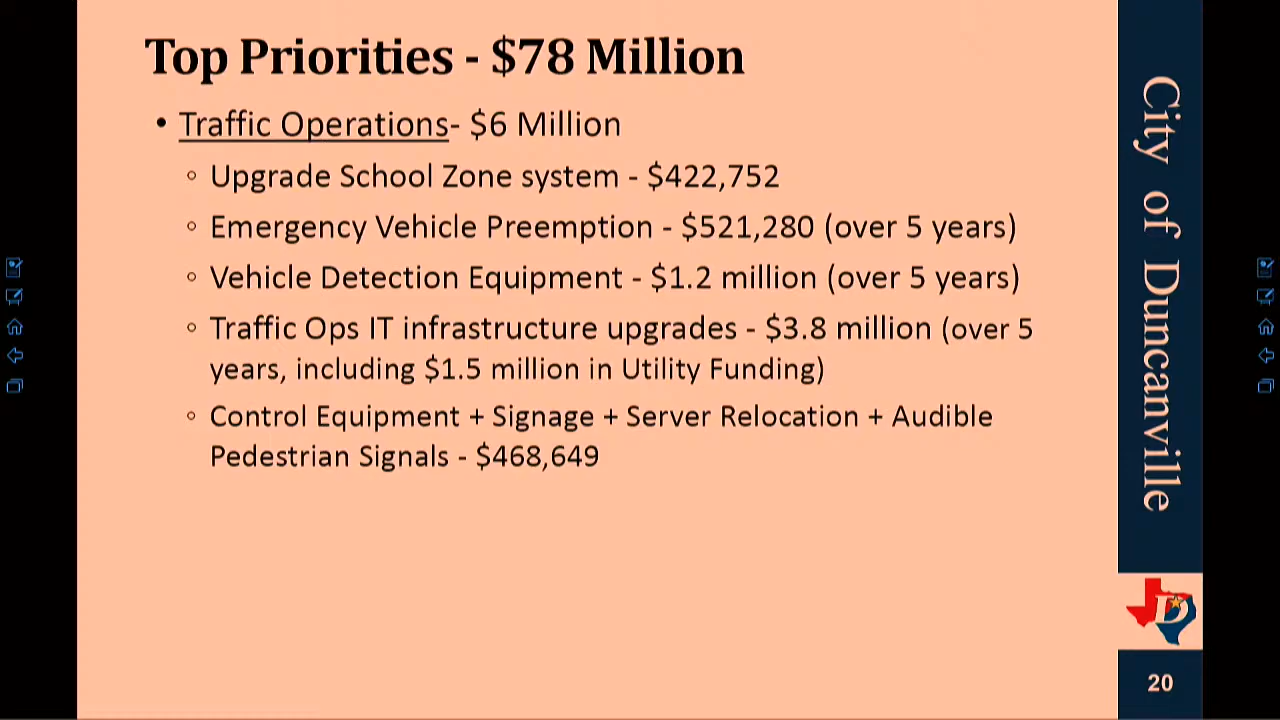 Top Priorities - $78 Million
• Traffic Operations- $6 Million
◦ Upgrade School Zone system - $422,752
◦ Emergency Vehicle Preemption - $521,280 (over 5 years)
◦ Vehicle Detection Equipment - $1.2 million (over 5 years)
◦ Traffic Ops IT infrastructure upgrades - $3.8 million (over 5
years, including $1.5 million in Utility Funding)
◦ Control Equipment + Signage + Server Relocation + Audible
Pedestrian Signals - $468,649
City of Duncanville
D
20